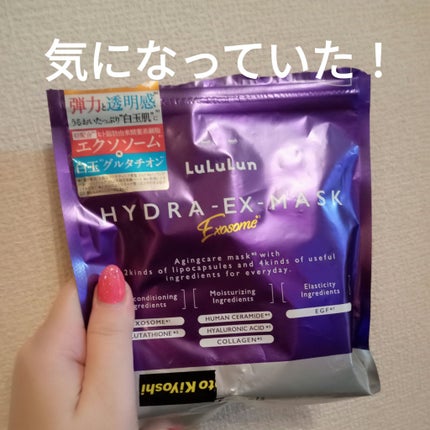 気になっていた！
弾力と透明感
うるおいたっぷり"白玉肌"に
エクソソーム
白玉グルタチオン
LuLuLun
HYDRA-EX-MASK
Exosome
Agingcare mask with
2kinds of lipocapsules and 4kinds of useful
ingredients for everyday.
conditioning Ingredients
Moisturizing Ingredients
Elasticity Ingredients
EXOSOME
GLUTATHIONE
HUMAN CERAMIDE
HYALURONIC ACID
COLLAGEN
EGF
to KiYoshi